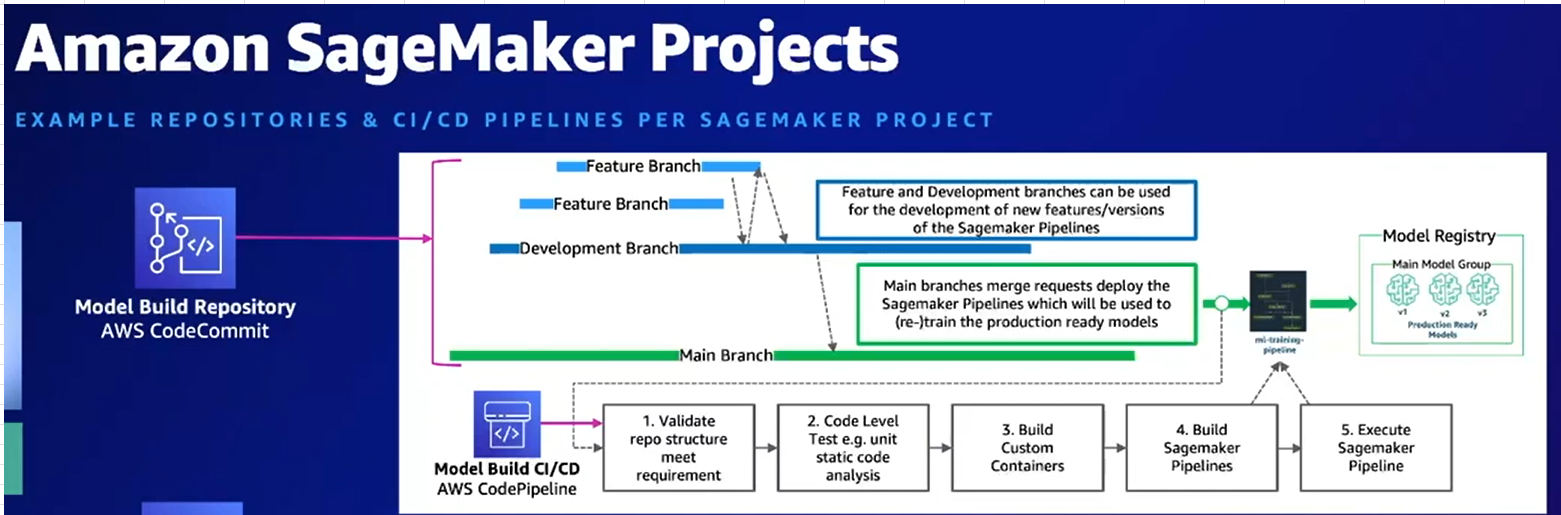 Amazon SageMaker Projects
EXAMPLE REPOSITORIES & CI/CD PIPELINES PER SAGEMAKER PROJECT
Model Build Repository
AWS CodeCommit
Feature Branch
Feature Branch
Development Branch
Feature and Development branches can be used
for the development of new features/versions
of the Sagemaker Pipelines
Main branches merge requests deploy the
Sagemaker Pipelines which will be used to
(re-)train the production ready models
Main Branch
ml-training-
pipeline
Model Registry
Main Model Group
v1
v2
v3
Production Ready
Models
Model Build CI/CD
AWS CodePipeline
1. Validate
repo structure
meet
requirement
2. Code Level
Test e.g. unit
static code
analysis
3. Build
Custom
Containers
4. Build
Sagemaker
Pipelines
5. Execute
Sagemaker
Pipeline